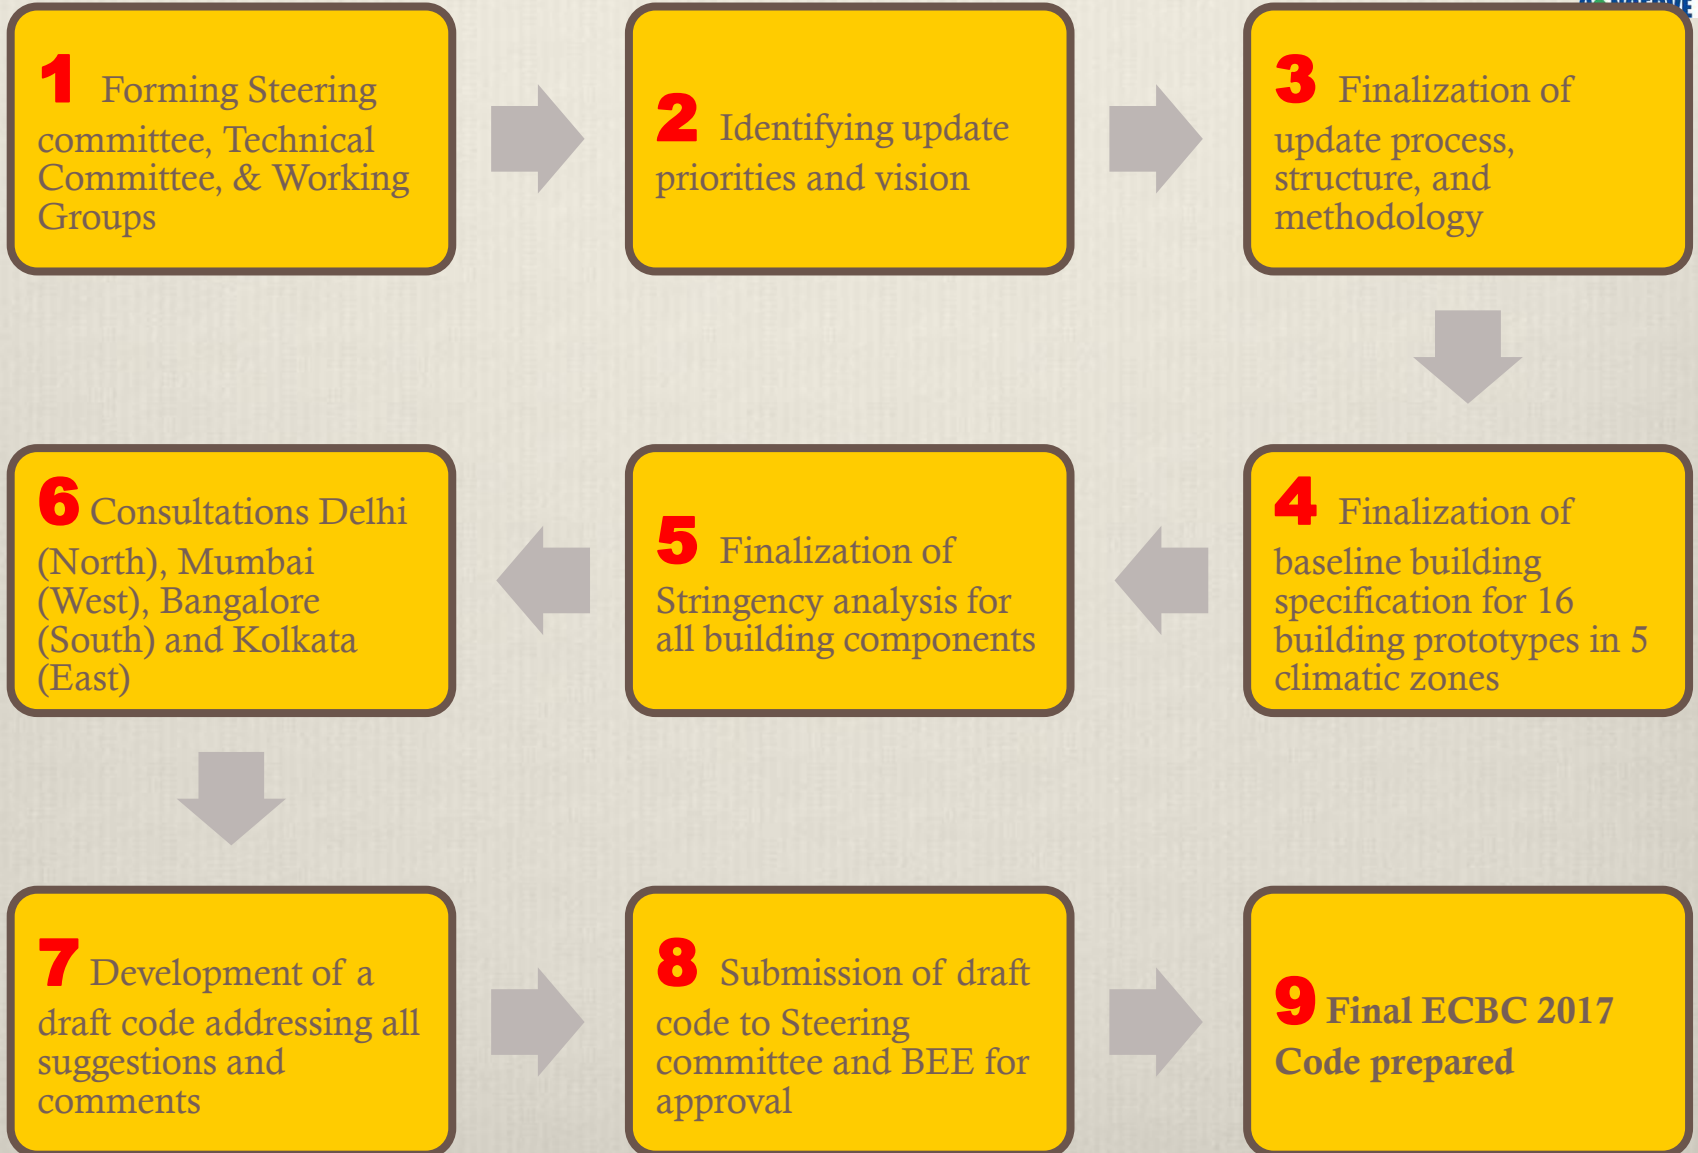 1 Forming Steering
committee, Technical
Committee, & Working
Groups
2 Identifying update
priorities and vision
3 Finalization of
update process,
structure, and
methodology
4 Finalization of
baseline building
specification for 16
building prototypes in 5
climatic zones
5 Finalization of
Stringency analysis for
all building components
6 Consultations Delhi
(North), Mumbai
(West), Bangalore
(South) and Kolkata
(East)
7 Development of a
draft code addressing all
suggestions and
comments
8 Submission of draft
code to Steering
committee and BEE for
approval
9 Final ECBC 2017
Code prepared